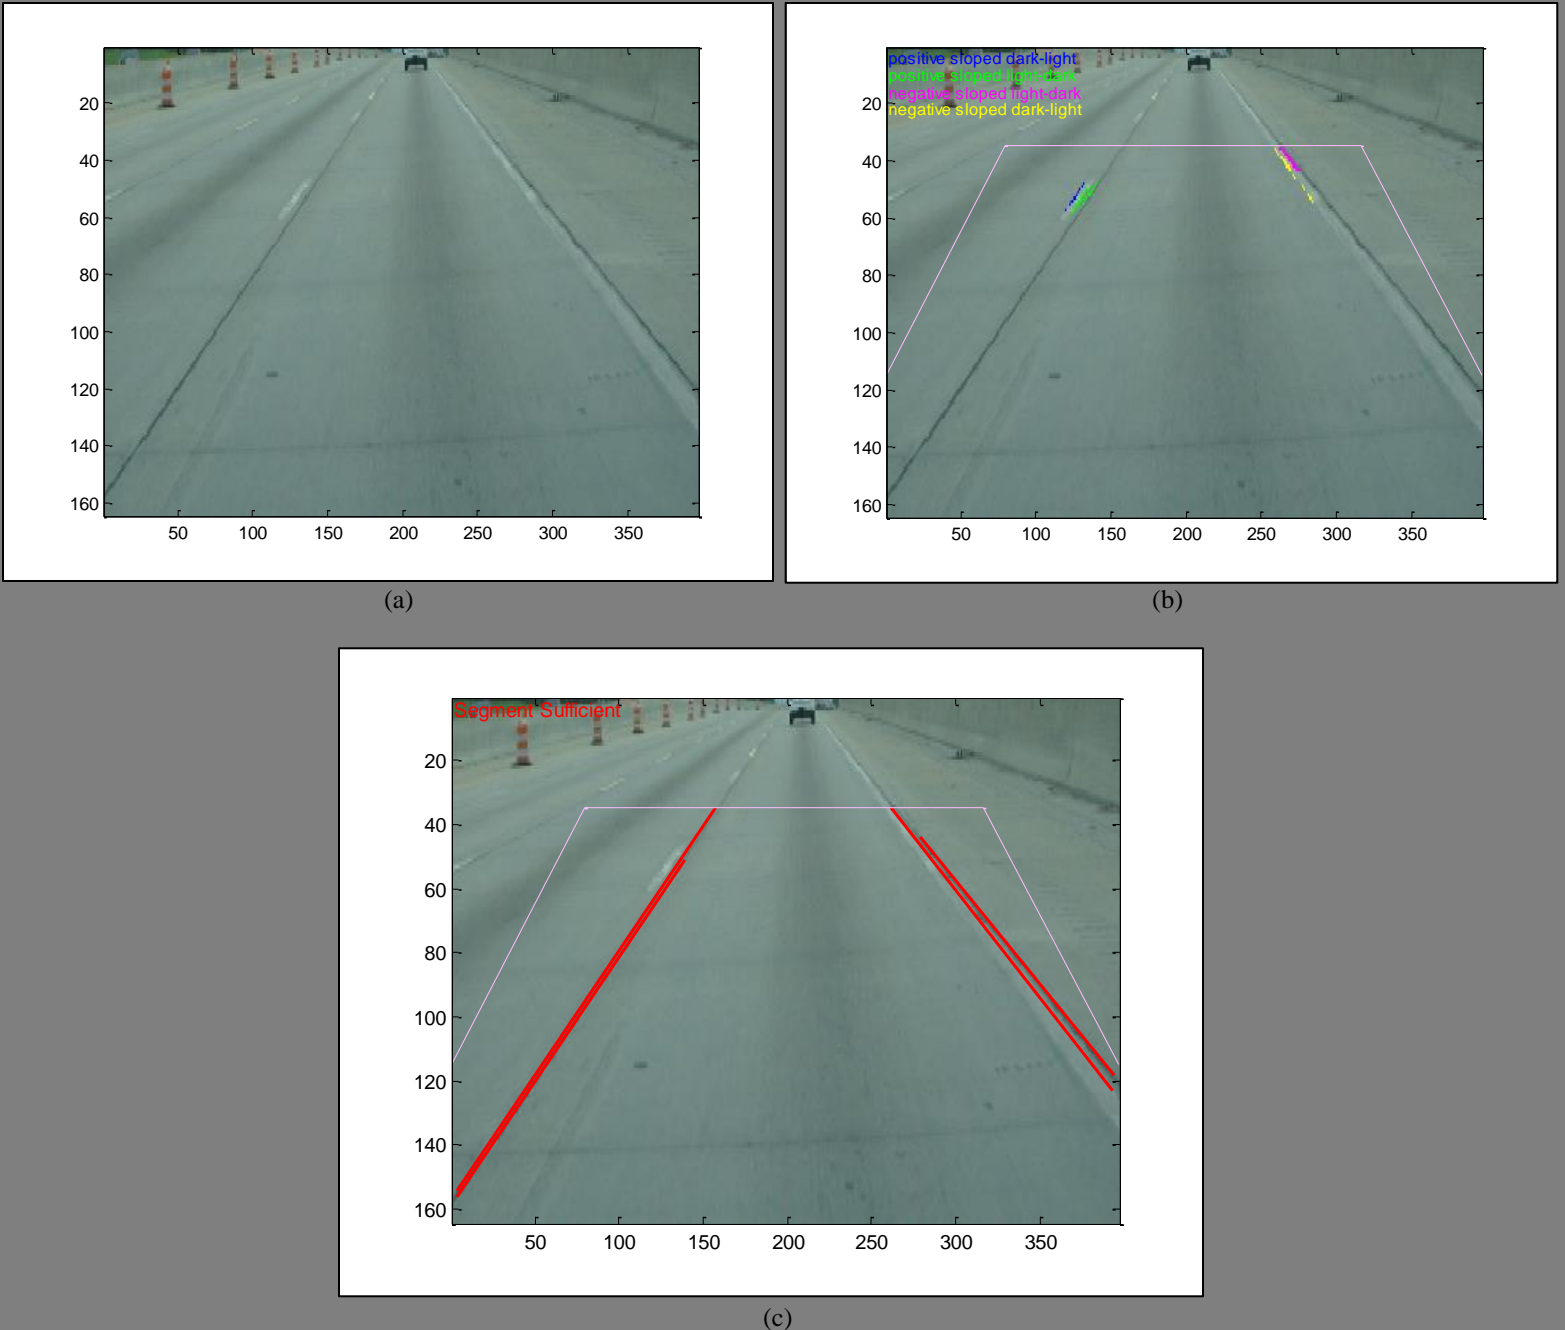 20
40
60
80
100
120
140
160
50 100 150 200 250 300 350
(a)
positive sloped dark-light
positive sloped light-dark
negative sloped light-dark
negative sloped dark-light
20
40
60
80
100
120
140
160
50 100 150 200 250 300 350
(b)
Segment Sufficient
20
40
60
80
100
120
140
160
50 100 150 200 250 300 350
(c)